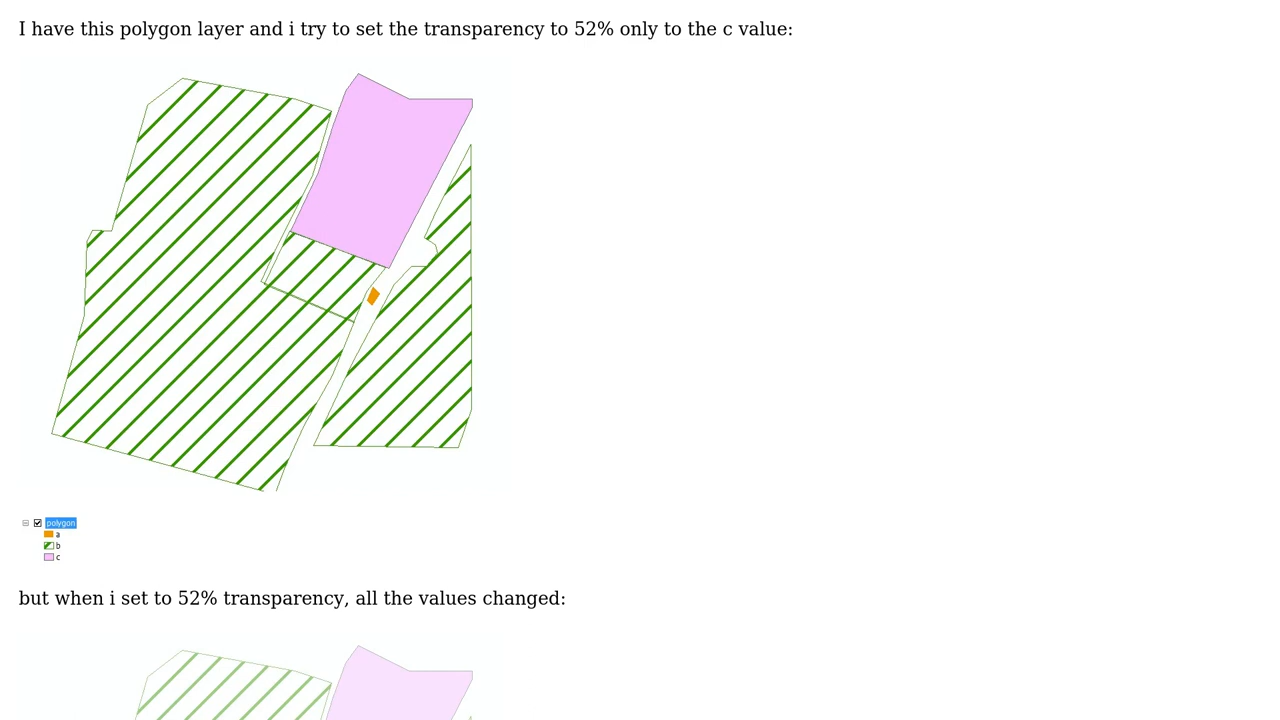 I have this polygon layer and i try to set the transparency to 52% only to the c value:
polygon
a
b
c
but when i set to 52% transparency, all the values changed: